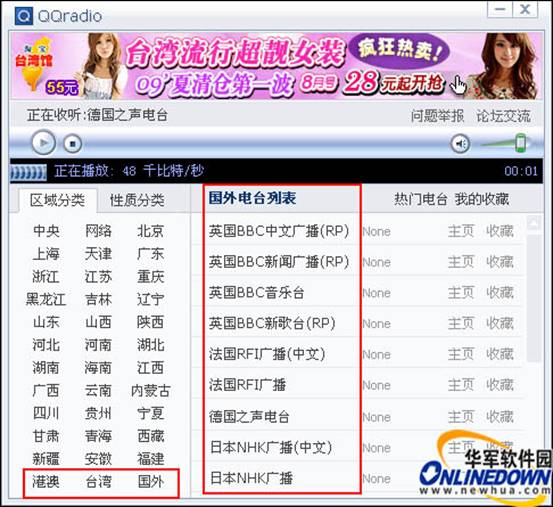 QQradio
淘宝
台湾馆
55元
台湾流行超靓女装
疯狂热卖!
09'夏清仓第一波 8月号 28元起开抢
正在收听:德国之声电台 问题举报 论坛交流
正在播放: 48 千比特/秒 00:01
区域分类 性质分类 国外电台列表 热门电台 我的收藏
中央 网络 北京 英国BBC中文广播(RP) None 主页 收藏
上海 天津 广东 英国BBC新闻广播(RP) None 主页 收藏
浙江 江苏 重庆 英国BBC音乐台 None 主页 收藏
黑龙江 吉林 辽宁
山东 山西 陕西 英国BBC新歌台(RP) None 主页 收藏
河北 河南 湖北 法国RFI广播(中文) None 主页 收藏
湖南 海南 江西
广西 云南 内蒙古 法国RFI广播 None 主页 收藏
四川 贵州 宁夏 德国之声电台 None 主页 收藏
甘肃 青海 西藏 日本NHK广播(中文) None 主页 收藏
新疆 安徽 福建
港澳 台湾 国外 日本NHK广播 None
华军软件园
ONLINEDOWN
www.newhua.com